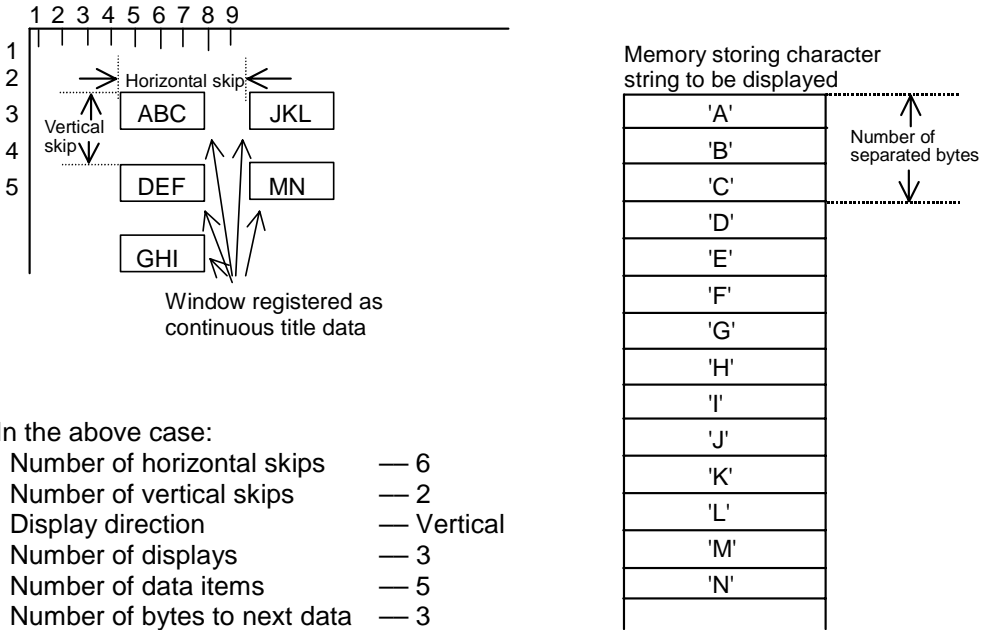 1 2 3 4 5 6 7 8 9
1
2
3
4
5
Horizontal skip
Vertical
skip
ABC
JKL
DEF
MN
GHI
Window registered as
continuous title data
Memory storing character
string to be displayed
'A'
'B'
'C'
'D'
'E'
'F'
'G'
'H'
'I'
'J'
'K'
'L'
'M'
'N'
Number of
separated bytes
In the above case:
Number of horizontal skips — 6
Number of vertical skips — 2
Display direction — Vertical
Number of displays — 3
Number of data items — 5
Number of bytes to next data — 3